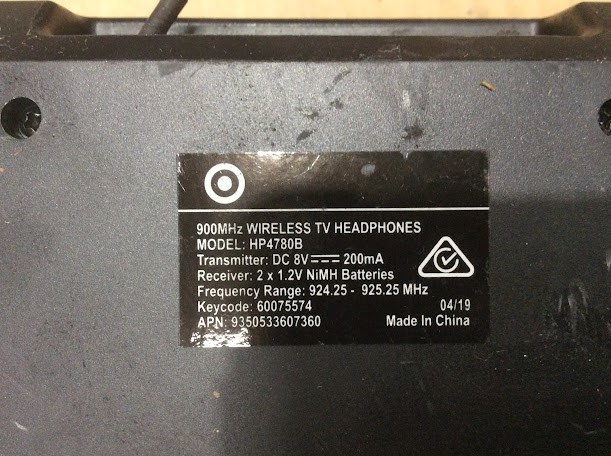 900MHz WIRELESS TV HEADPHONES
MODEL: HP4780B
Transmitter: DC 8V ⎓ 200mA
Receiver: 2 x 1.2V NiMH Batteries
Frequency Range: 924.25 - 925.25 MHz
Keycode: 60075574 04/19
APN: 9350533607360 Made In China